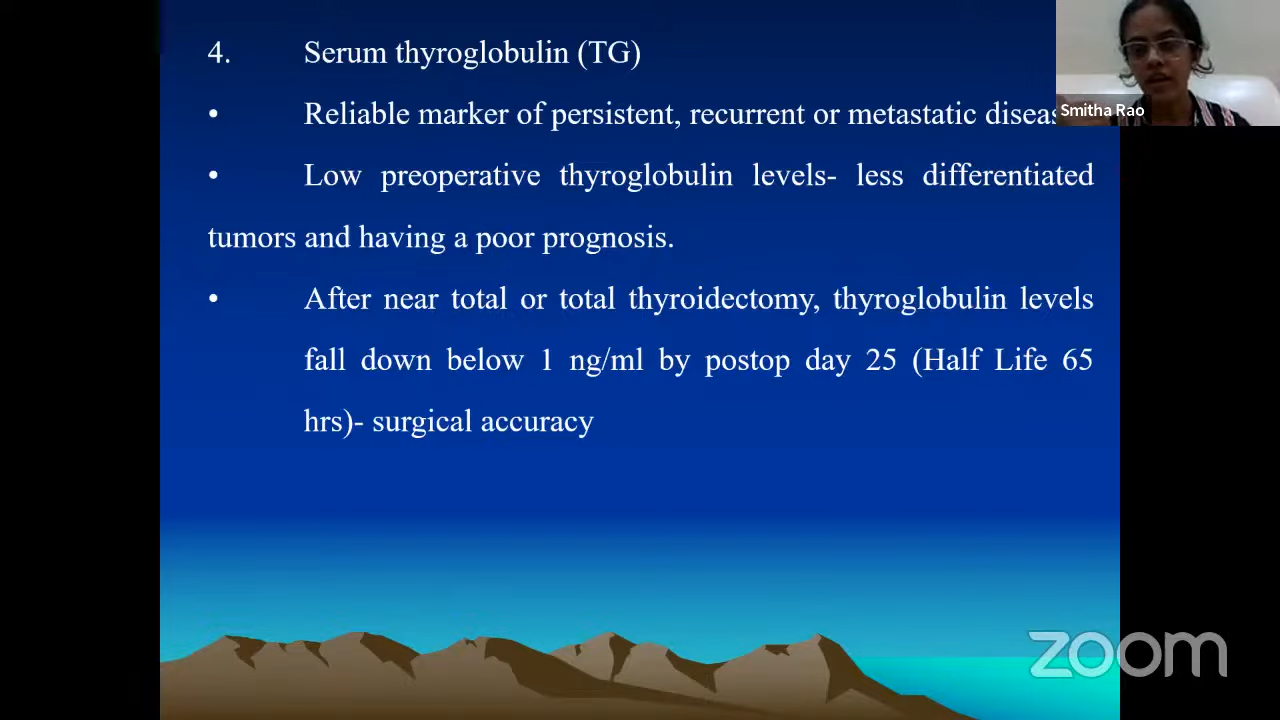 4. Serum thyroglobulin (TG)
• Reliable marker of persistent, recurrent or metastatic
Smitha Rao
• Low preoperative thyroglobulin levels- less differentiated
tumors and having a poor prognosis.
• After near total or total thyroidectomy, thyroglobulin levels
fall down below 1 ng/ml by postop day 25 (Half Life 65
hrs)- surgical accuracy
zoom